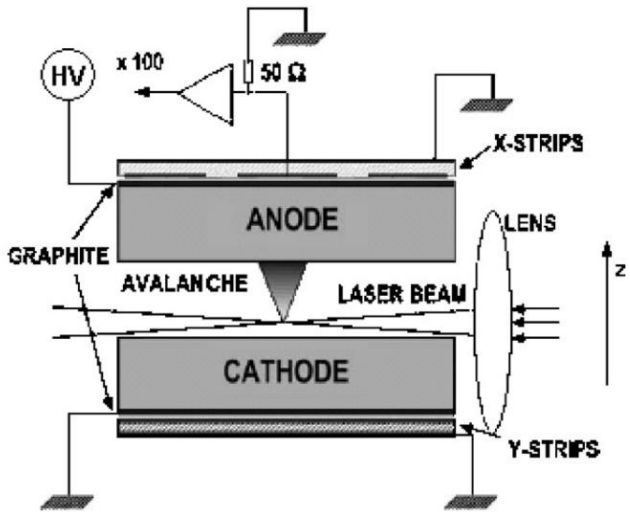 HV
x 100
50 Ω
X-STRIPS
ANODE
LENS
GRAPHITE
AVALANCHE
LASER BEAM
z
CATHODE
Y-STRIPS